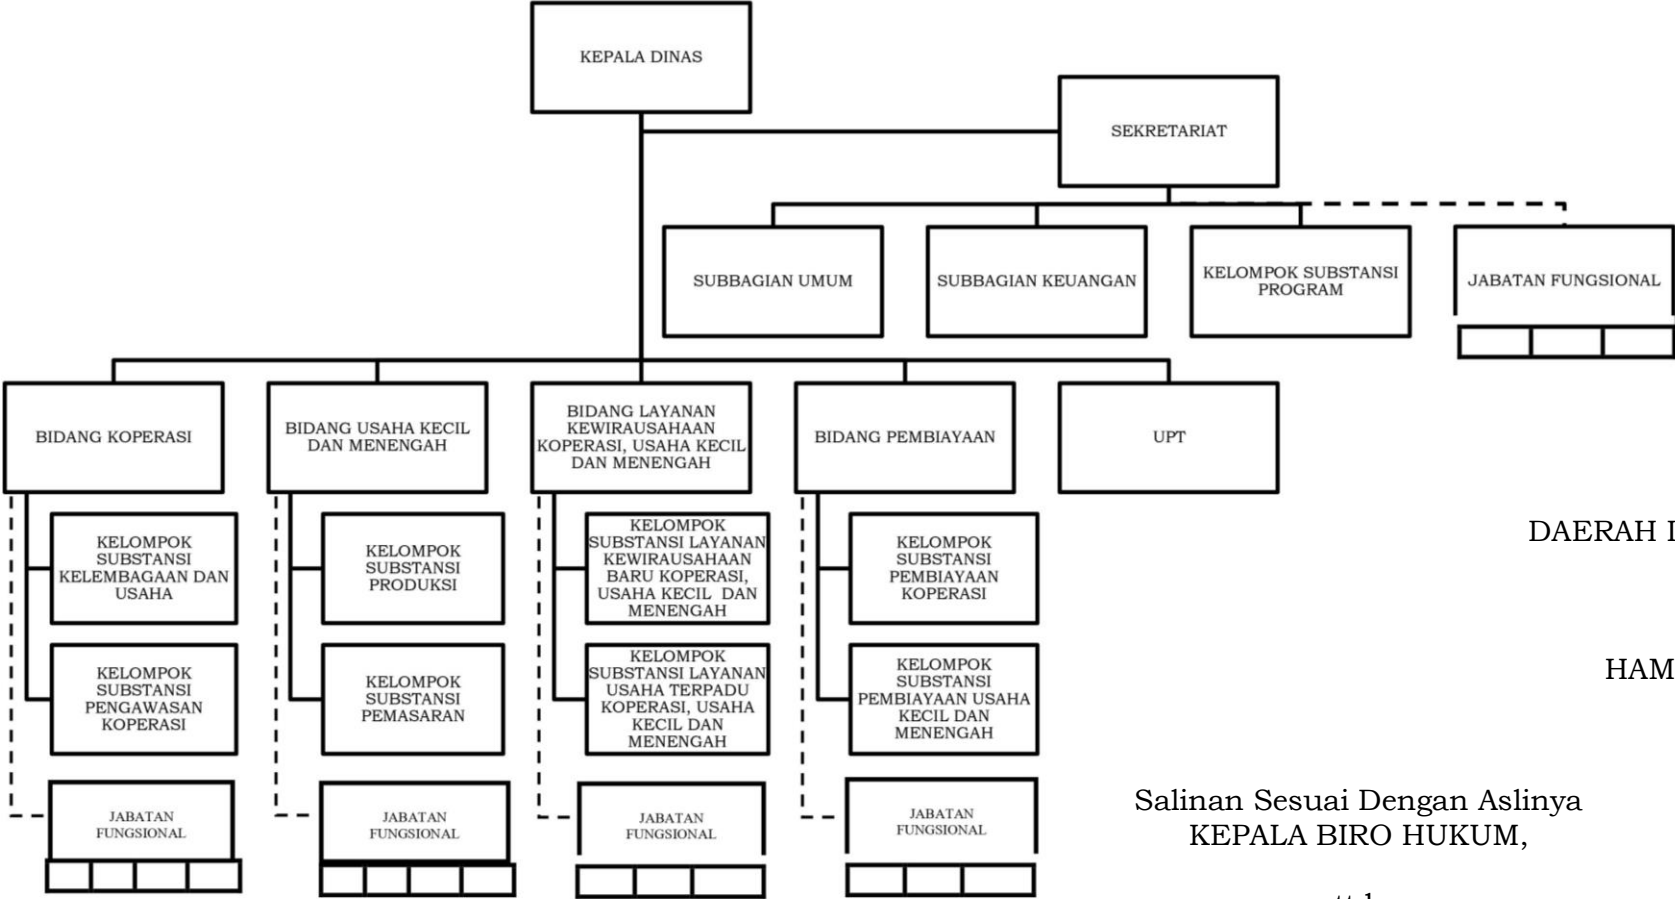 KEPALA DINAS
SEKRETARIAT
SUBBAGIAN UMUM
SUBBAGIAN KEUANGAN
KELOMPOK SUBSTANSI
PROGRAM
JABATAN FUNGSIONAL
BIDANG KOPERASI
BIDANG USAHA KECIL
DAN MENENGAH
BIDANG LAYANAN
KEWIRAUSAHAAN
KOPERASI, USAHA KECIL
DAN MENENGAH
BIDANG PEMBIAYAAN
UPT
KELOMPOK
SUBSTANSI
KELEMBAGAAN DAN
USAHA
KELOMPOK
SUBSTANSI
PRODUKSI
KELOMPOK
SUBSTANSI LAYANAN
KEWIRAUSAHAAN
BARU KOPERASI,
USAHA KECIL DAN
MENENGAH
KELOMPOK
SUBSTANSI
PEMBIAYAAN
KOPERASI
DAERAH
KELOMPOK
SUBSTANSI
PENGAWASAN
KOPERASI
KELOMPOK
SUBSTANSI
PEMASARAN
KELOMPOK
SUBSTANSI LAYANAN
USAHA TERPADU
KOPERASI, USAHA
KECIL DAN
MENENGAH
KELOMPOK
SUBSTANSI
PEMBIAYAAN USAHA
KECIL DAN
MENENGAH
HAM
JABATAN
FUNGSIONAL
JABATAN
FUNGSIONAL
JABATAN
FUNGSIONAL
JABATAN
FUNGSIONAL
Salinan Sesuai Dengan Aslinya
KEPALA BIRO HUKUM,